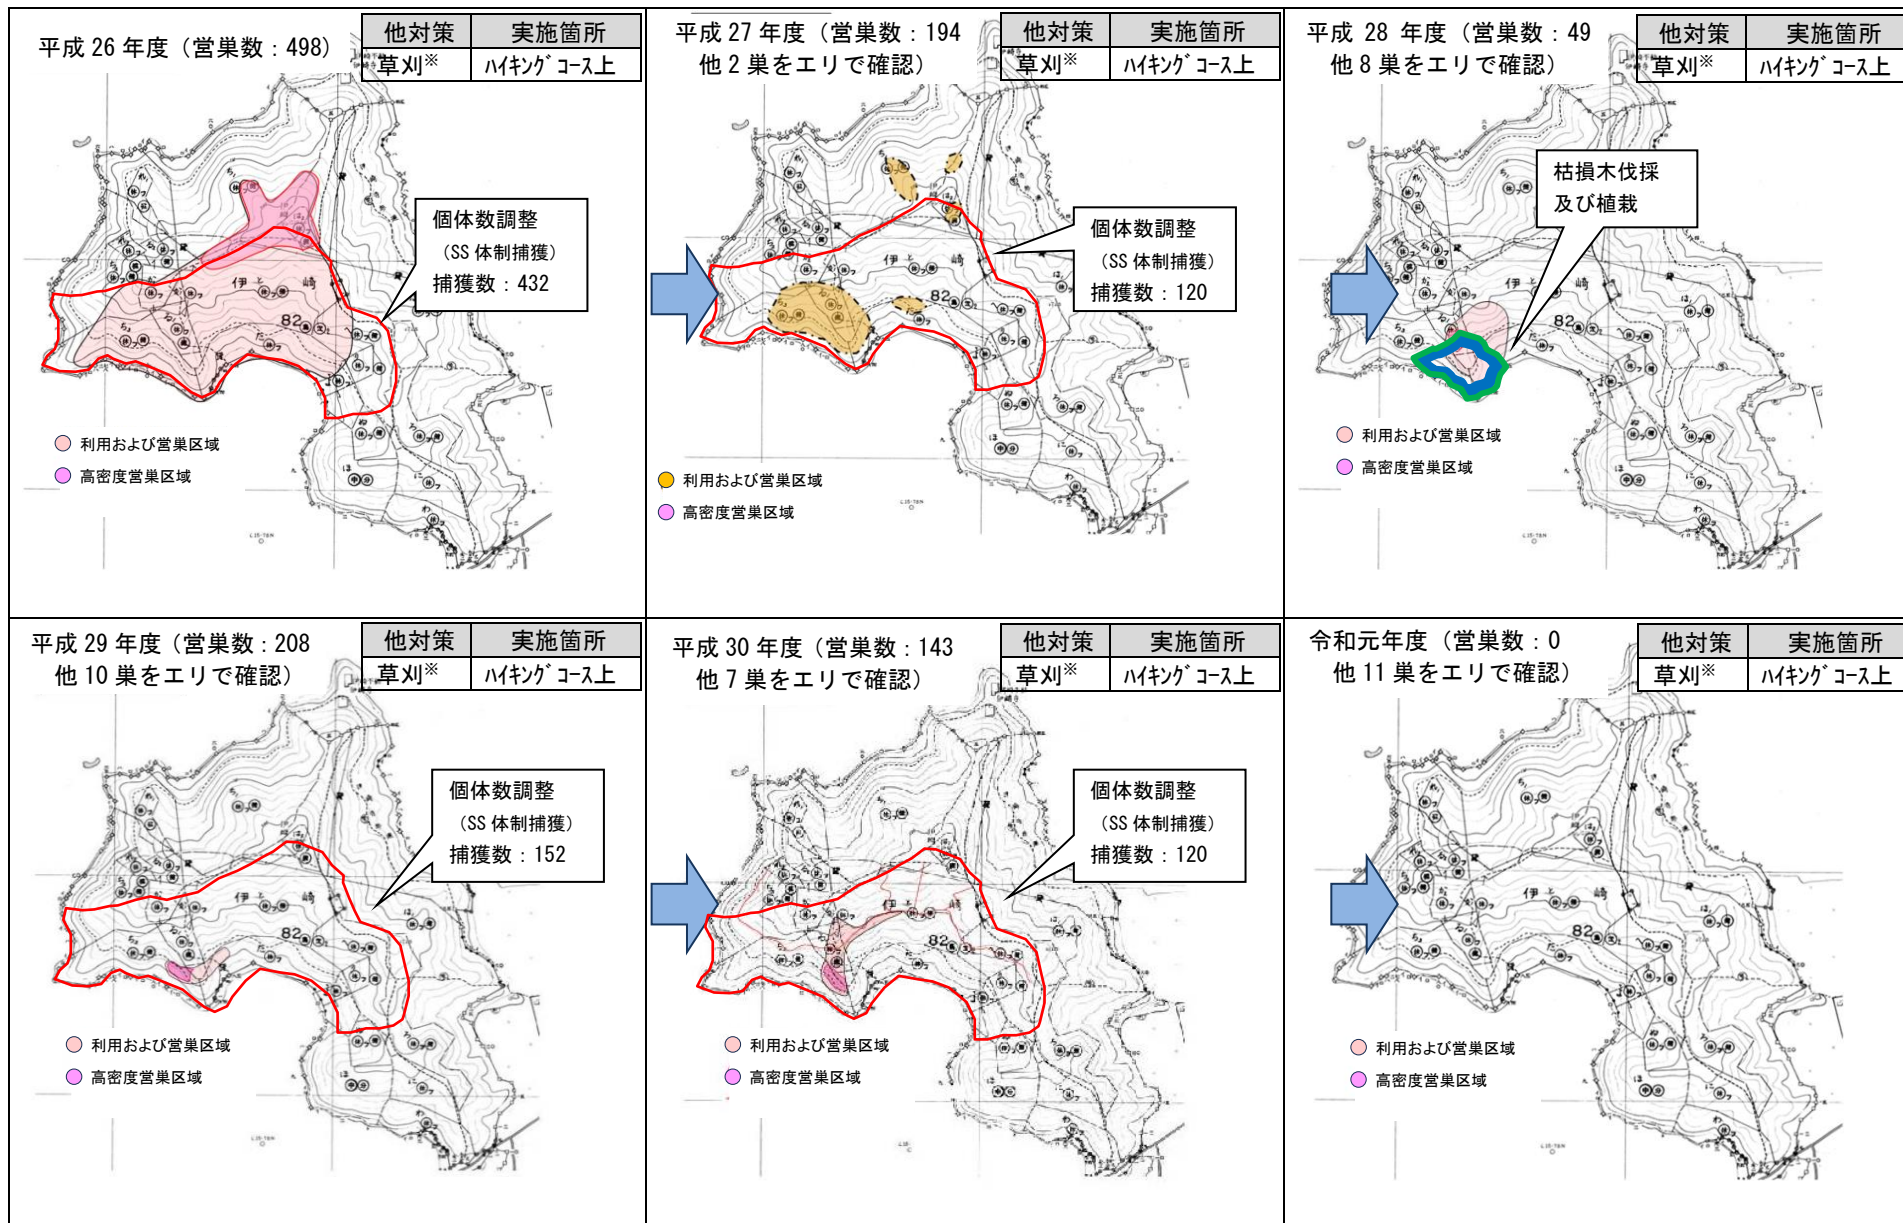 平成 26 年度（営巣数：498）
他対策 実施箇所
草刈※ ハイキングコース上
個体数調整
（SS 体制捕獲）
捕獲数：432
伊 崎
82
利用および営巣区域
高密度営巣区域
平成 27 年度（営巣数：194
他 2 巣をエリで確認）
他対策 実施箇所
草刈※ ハイキングコース上
個体数調整
（SS 体制捕獲）
捕獲数：120
伊 崎
82
利用および営巣区域
高密度営巣区域
平成 28 年度（営巣数：49
他 8 巣をエリで確認）
他対策 実施箇所
草刈※ ハイキングコース上
枯損木伐採
及び植栽
伊 崎
82
利用および営巣区域
高密度営巣区域
平成 29 年度（営巣数：208
他 10 巣をエリで確認）
他対策 実施箇所
草刈※ ハイキングコース上
個体数調整
（SS 体制捕獲）
捕獲数：152
伊 崎
82
利用および営巣区域
高密度営巣区域
平成 30 年度（営巣数：143
他 7 巣をエリで確認）
他対策 実施箇所
草刈※ ハイキングコース上
個体数調整
（SS 体制捕獲）
捕獲数：120
伊 崎
82
利用および営巣区域
高密度営巣区域
令和元年度（営巣数：0
他 11 巣をエリで確認）
他対策 実施箇所
草刈※ ハイキングコース上
伊 崎
82
利用および営巣区域
高密度営巣区域